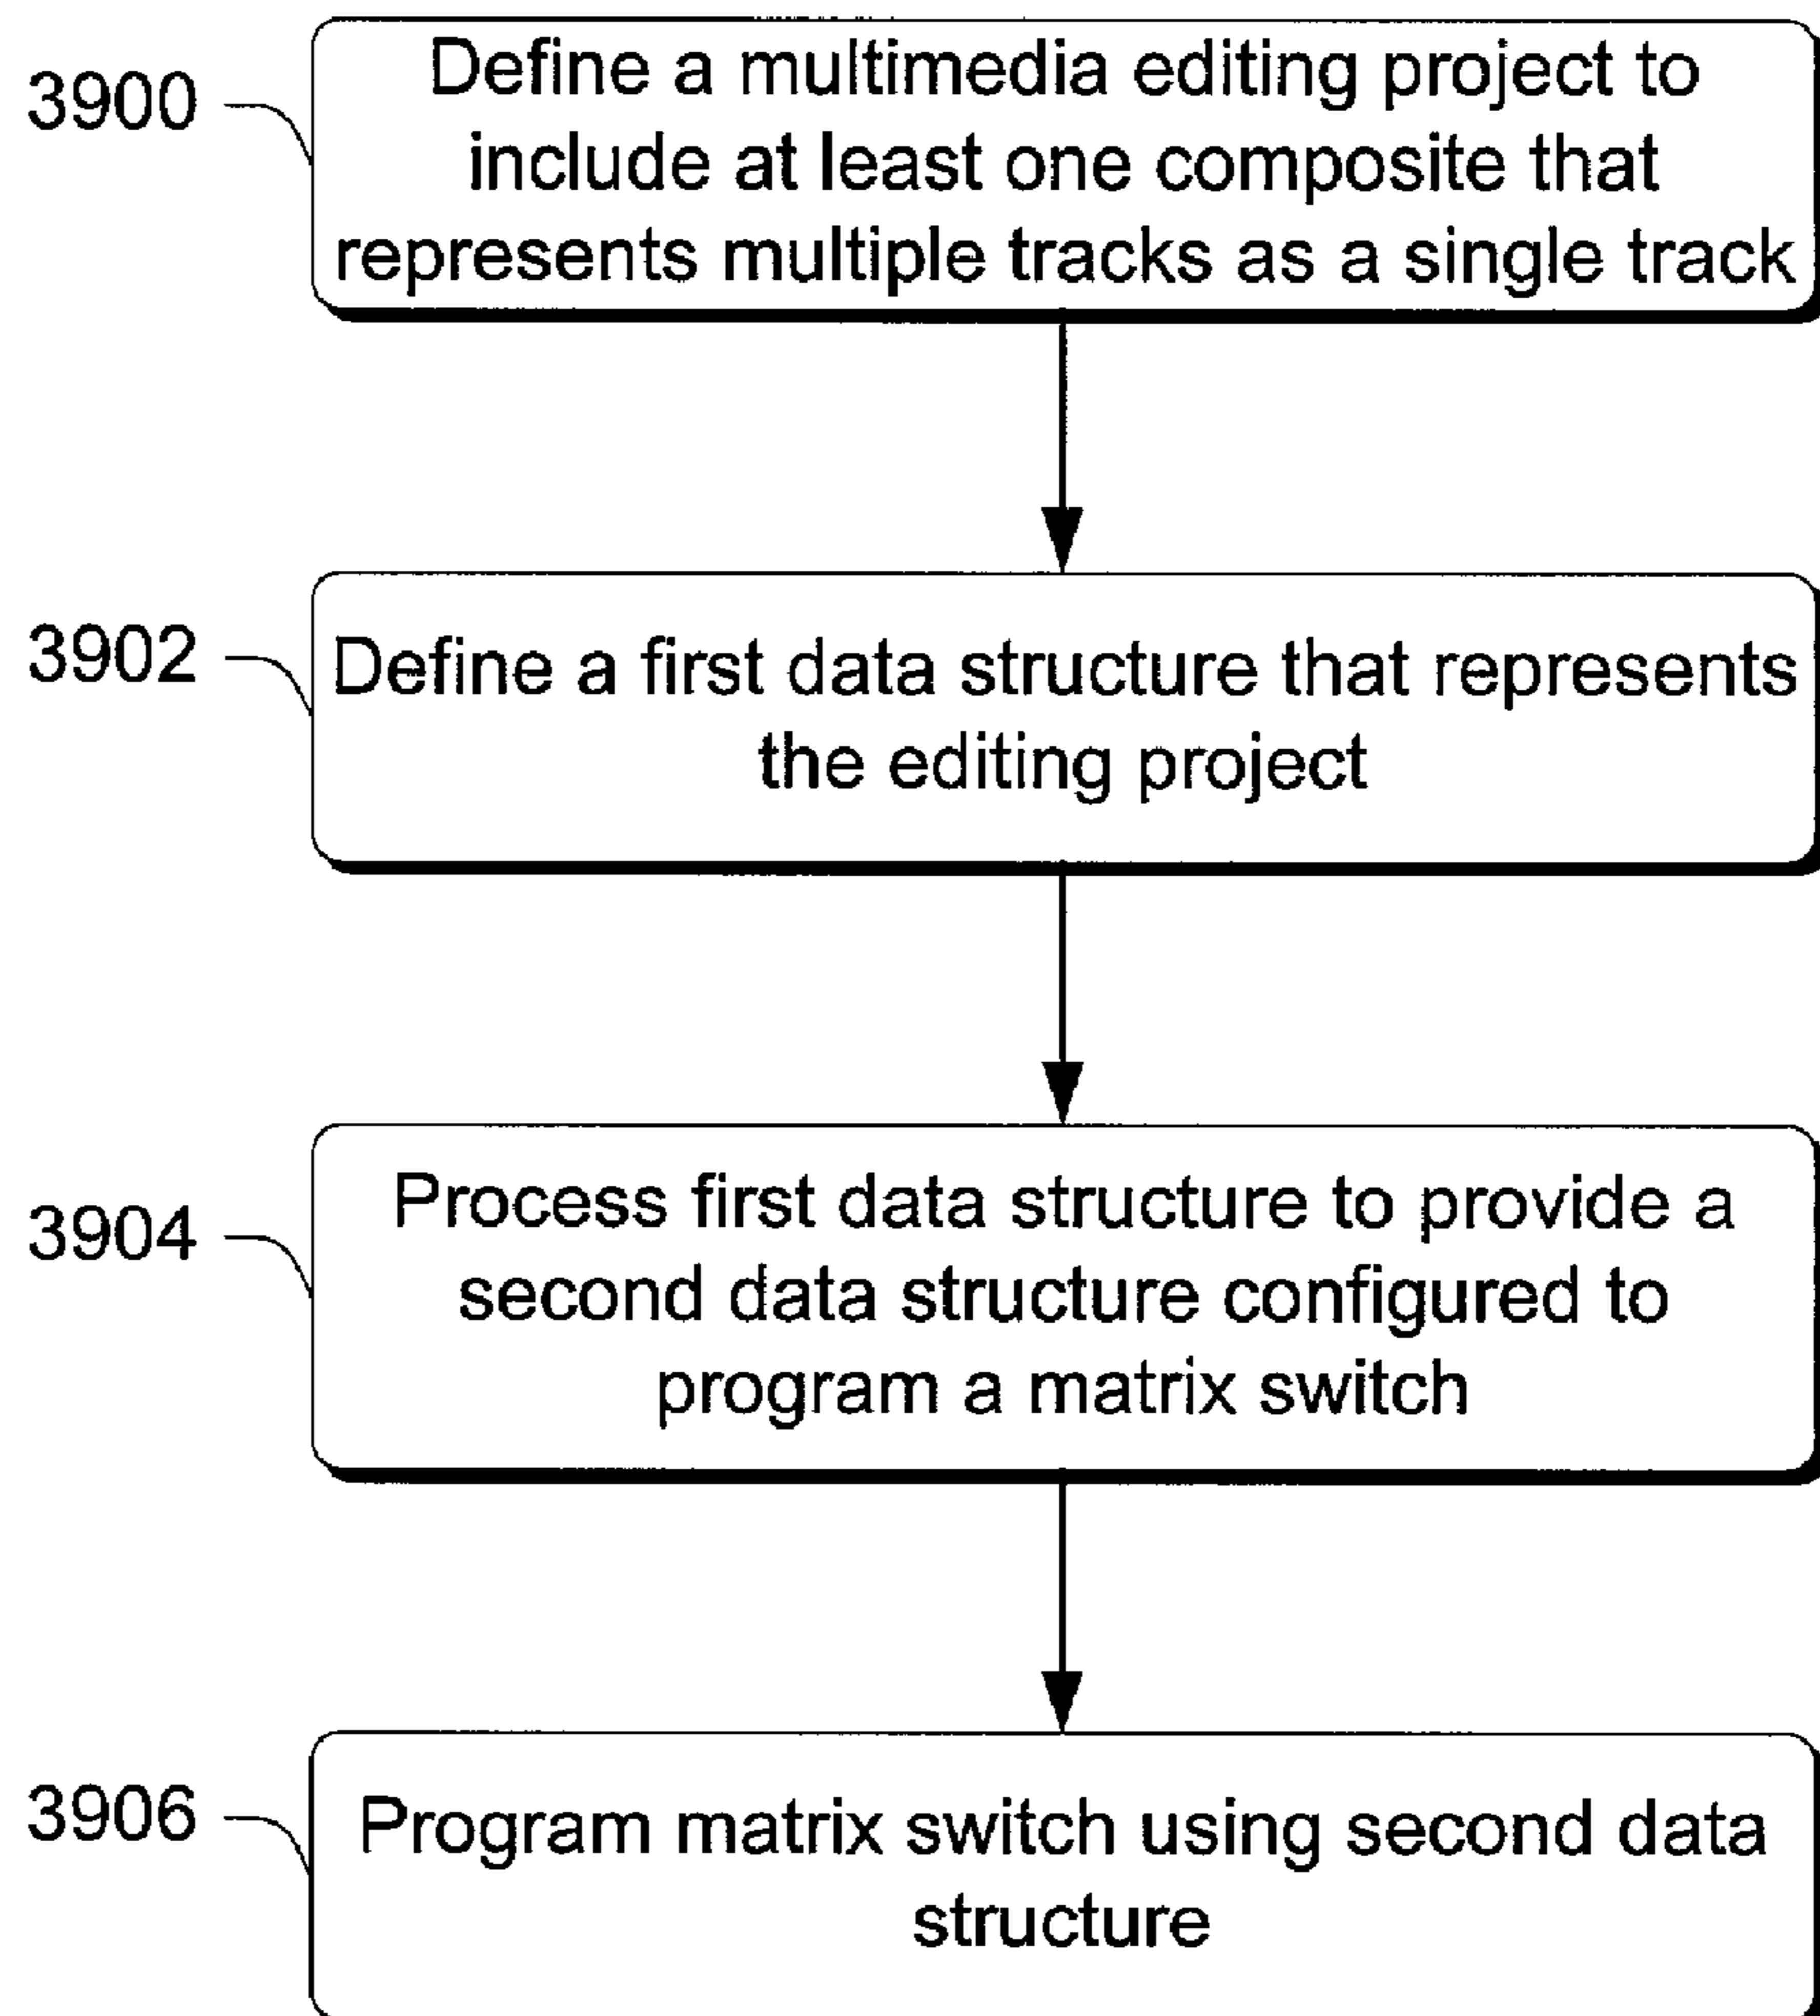 3900
Define a multimedia editing project to
include at least one composite that
represents multiple tracks as a single track
3902
Define a first data structure that represents
the editing project
3904
Process first data structure to provide a
second data structure configured to
program a matrix switch
3906
Program matrix switch using second data
structure